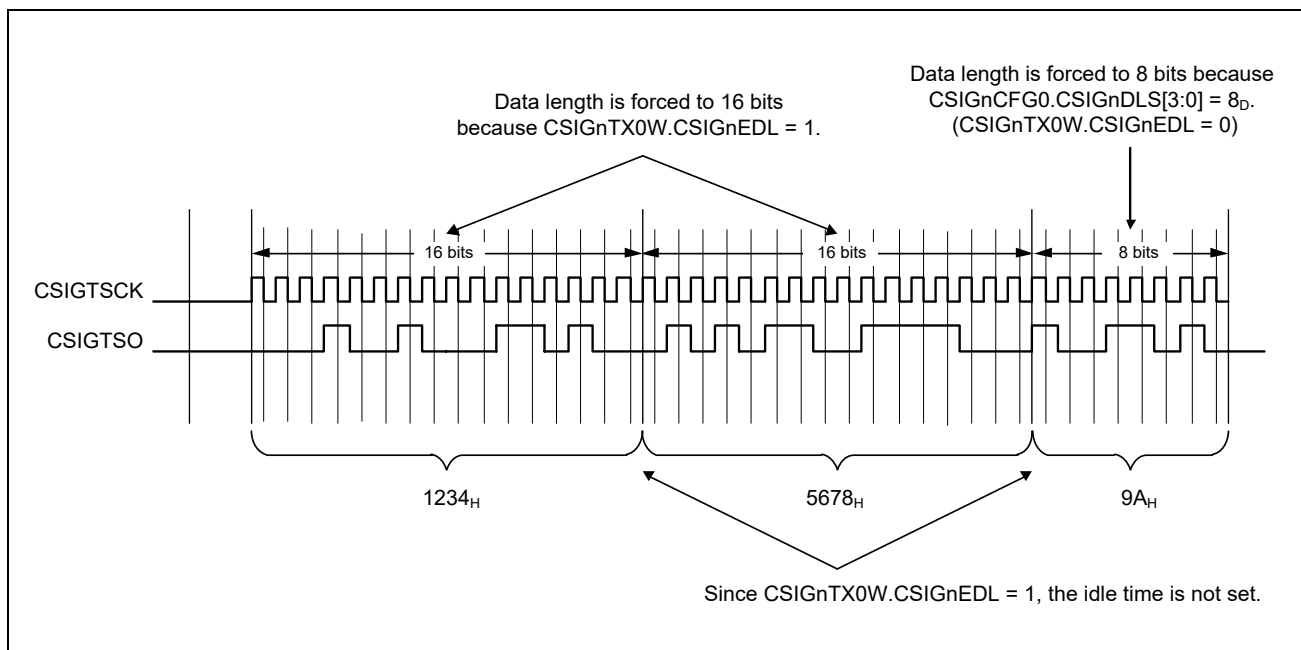 Data length is forced to 16 bits
because CSIGnTX0W.CSIGnEDL = 1.
Data length is forced to 8 bits because
CSIGnCFG0.CSIGnDLS[3:0] = 8D.
(CSIGnTX0W.CSIGnEDL = 0)
16 bits
16 bits
8 bits
CSIGTSCK
CSIGTSO
1234H
5678H
9AH
Since CSIGnTX0W.CSIGnEDL = 1, the idle time is not set.